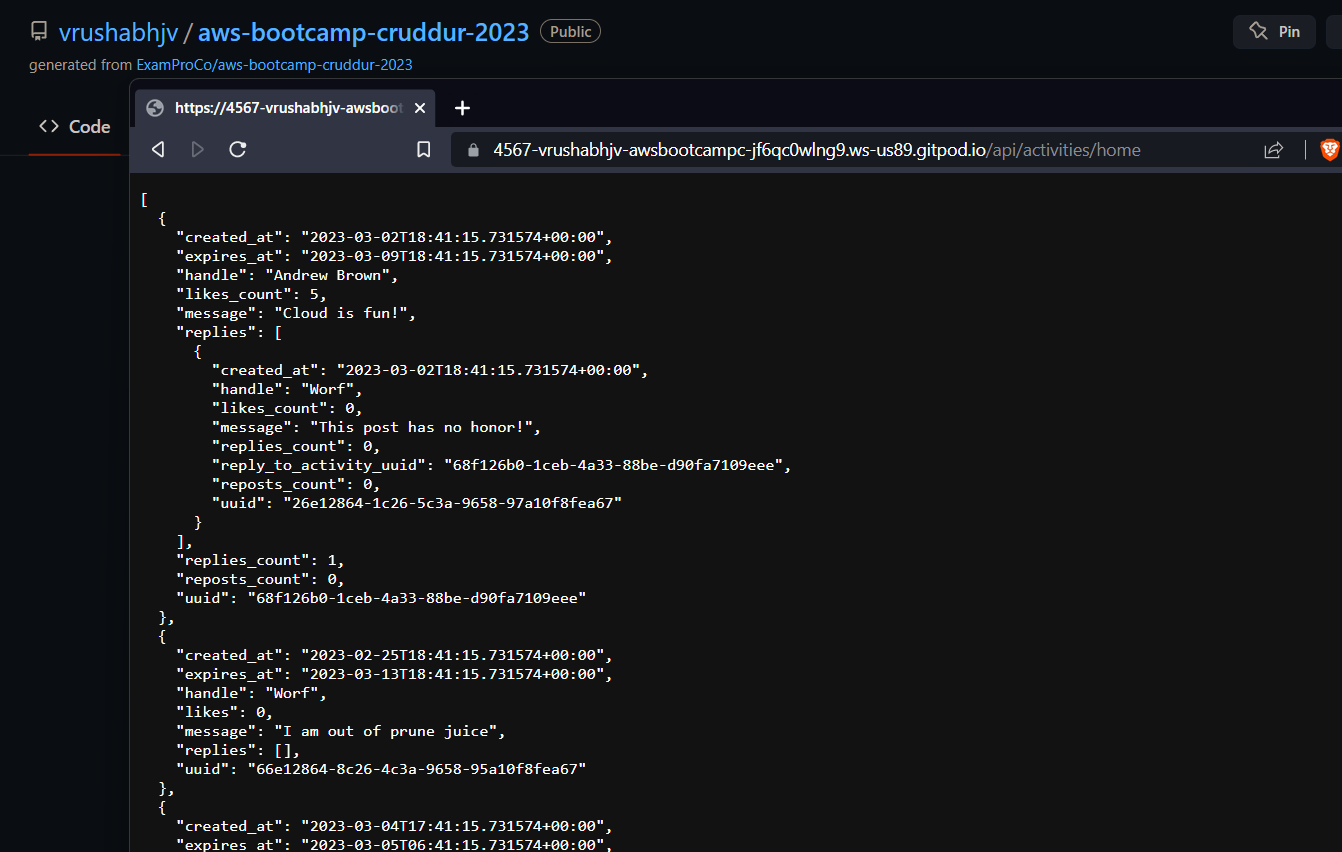 vrushabhjv / aws-bootcamp-cruddur-2023 Public
Pin
generated from ExamProCo/aws-bootcamp-cruddur-2023
https://4567-vrushabhjv-awsboot
<> Code
4567-vrushabhjv-awsbootcampc-jf6qc0wlng9.ws-us89.gitpod.io/api/activities/home
[
  {
    "created_at": "2023-03-02T18:41:15.731574+00:00",
    "expires_at": "2023-03-09T18:41:15.731574+00:00",
    "handle": "Andrew Brown",
    "likes_count": 5,
    "message": "Cloud is fun!",
    "replies": [
      {
        "created_at": "2023-03-02T18:41:15.731574+00:00",
        "handle": "Worf",
        "likes_count": 0,
        "message": "This post has no honor!",
        "replies_count": 0,
        "reply_to_activity_uuid": "68f126b0-1ceb-4a33-88be-d90fa7109eee",
        "reposts_count": 0,
        "uuid": "26e12864-1c26-5c3a-9658-97a10f8fea67"
      }
    ],
    "replies_count": 1,
    "reposts_count": 0,
    "uuid": "68f126b0-1ceb-4a33-88be-d90fa7109eee"
  },
  {
    "created_at": "2023-02-25T18:41:15.731574+00:00",
    "expires_at": "2023-03-13T18:41:15.731574+00:00",
    "handle": "Worf",
    "likes": 0,
    "message": "I am out of prune juice",
    "replies": [],
    "uuid": "66e12864-8c26-4c3a-9658-95a10f8fea67"
  },
  {
    "created_at": "2023-03-04T17:41:15.731574+00:00",
    "expires_at": "2023-03-05T06:41:15.731574+00:00",